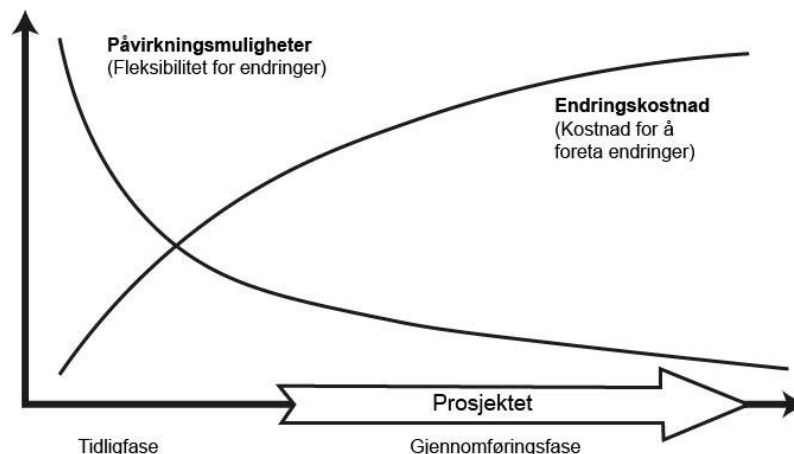 Påvirkningsmuligheter
(Fleksibilitet for endringer)
Endringskostnad
(Kostnad for å
foreta endringer)
Prosjektet
Tidligfase
Gjennomføringsfase